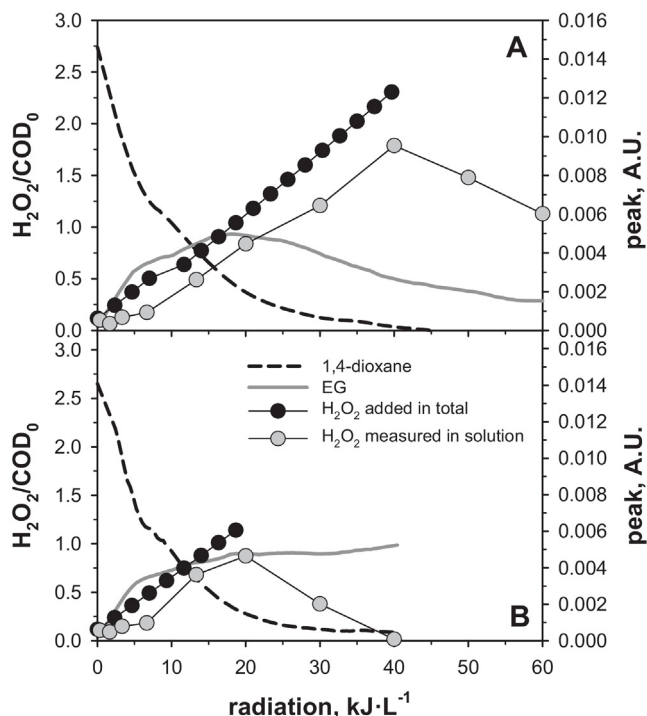 3.0
2.5
2.0
1.5
1.0
0.5
0.0
H₂O₂/COD₀
A
0.016
0.014
0.012
0.010
0.008
0.006
0.004
0.002
0.000
peak, A.U.
3.0
2.5
2.0
1.5
1.0
0.5
0.0
H₂O₂/COD₀
1,4-dioxane
EG
H₂O₂ added in total
H₂O₂ measured in solution
B
0.016
0.014
0.012
0.010
0.008
0.006
0.004
0.002
0.000
peak, A.U.
0 10 20 30 40 50 60
radiation, kJ·L⁻¹